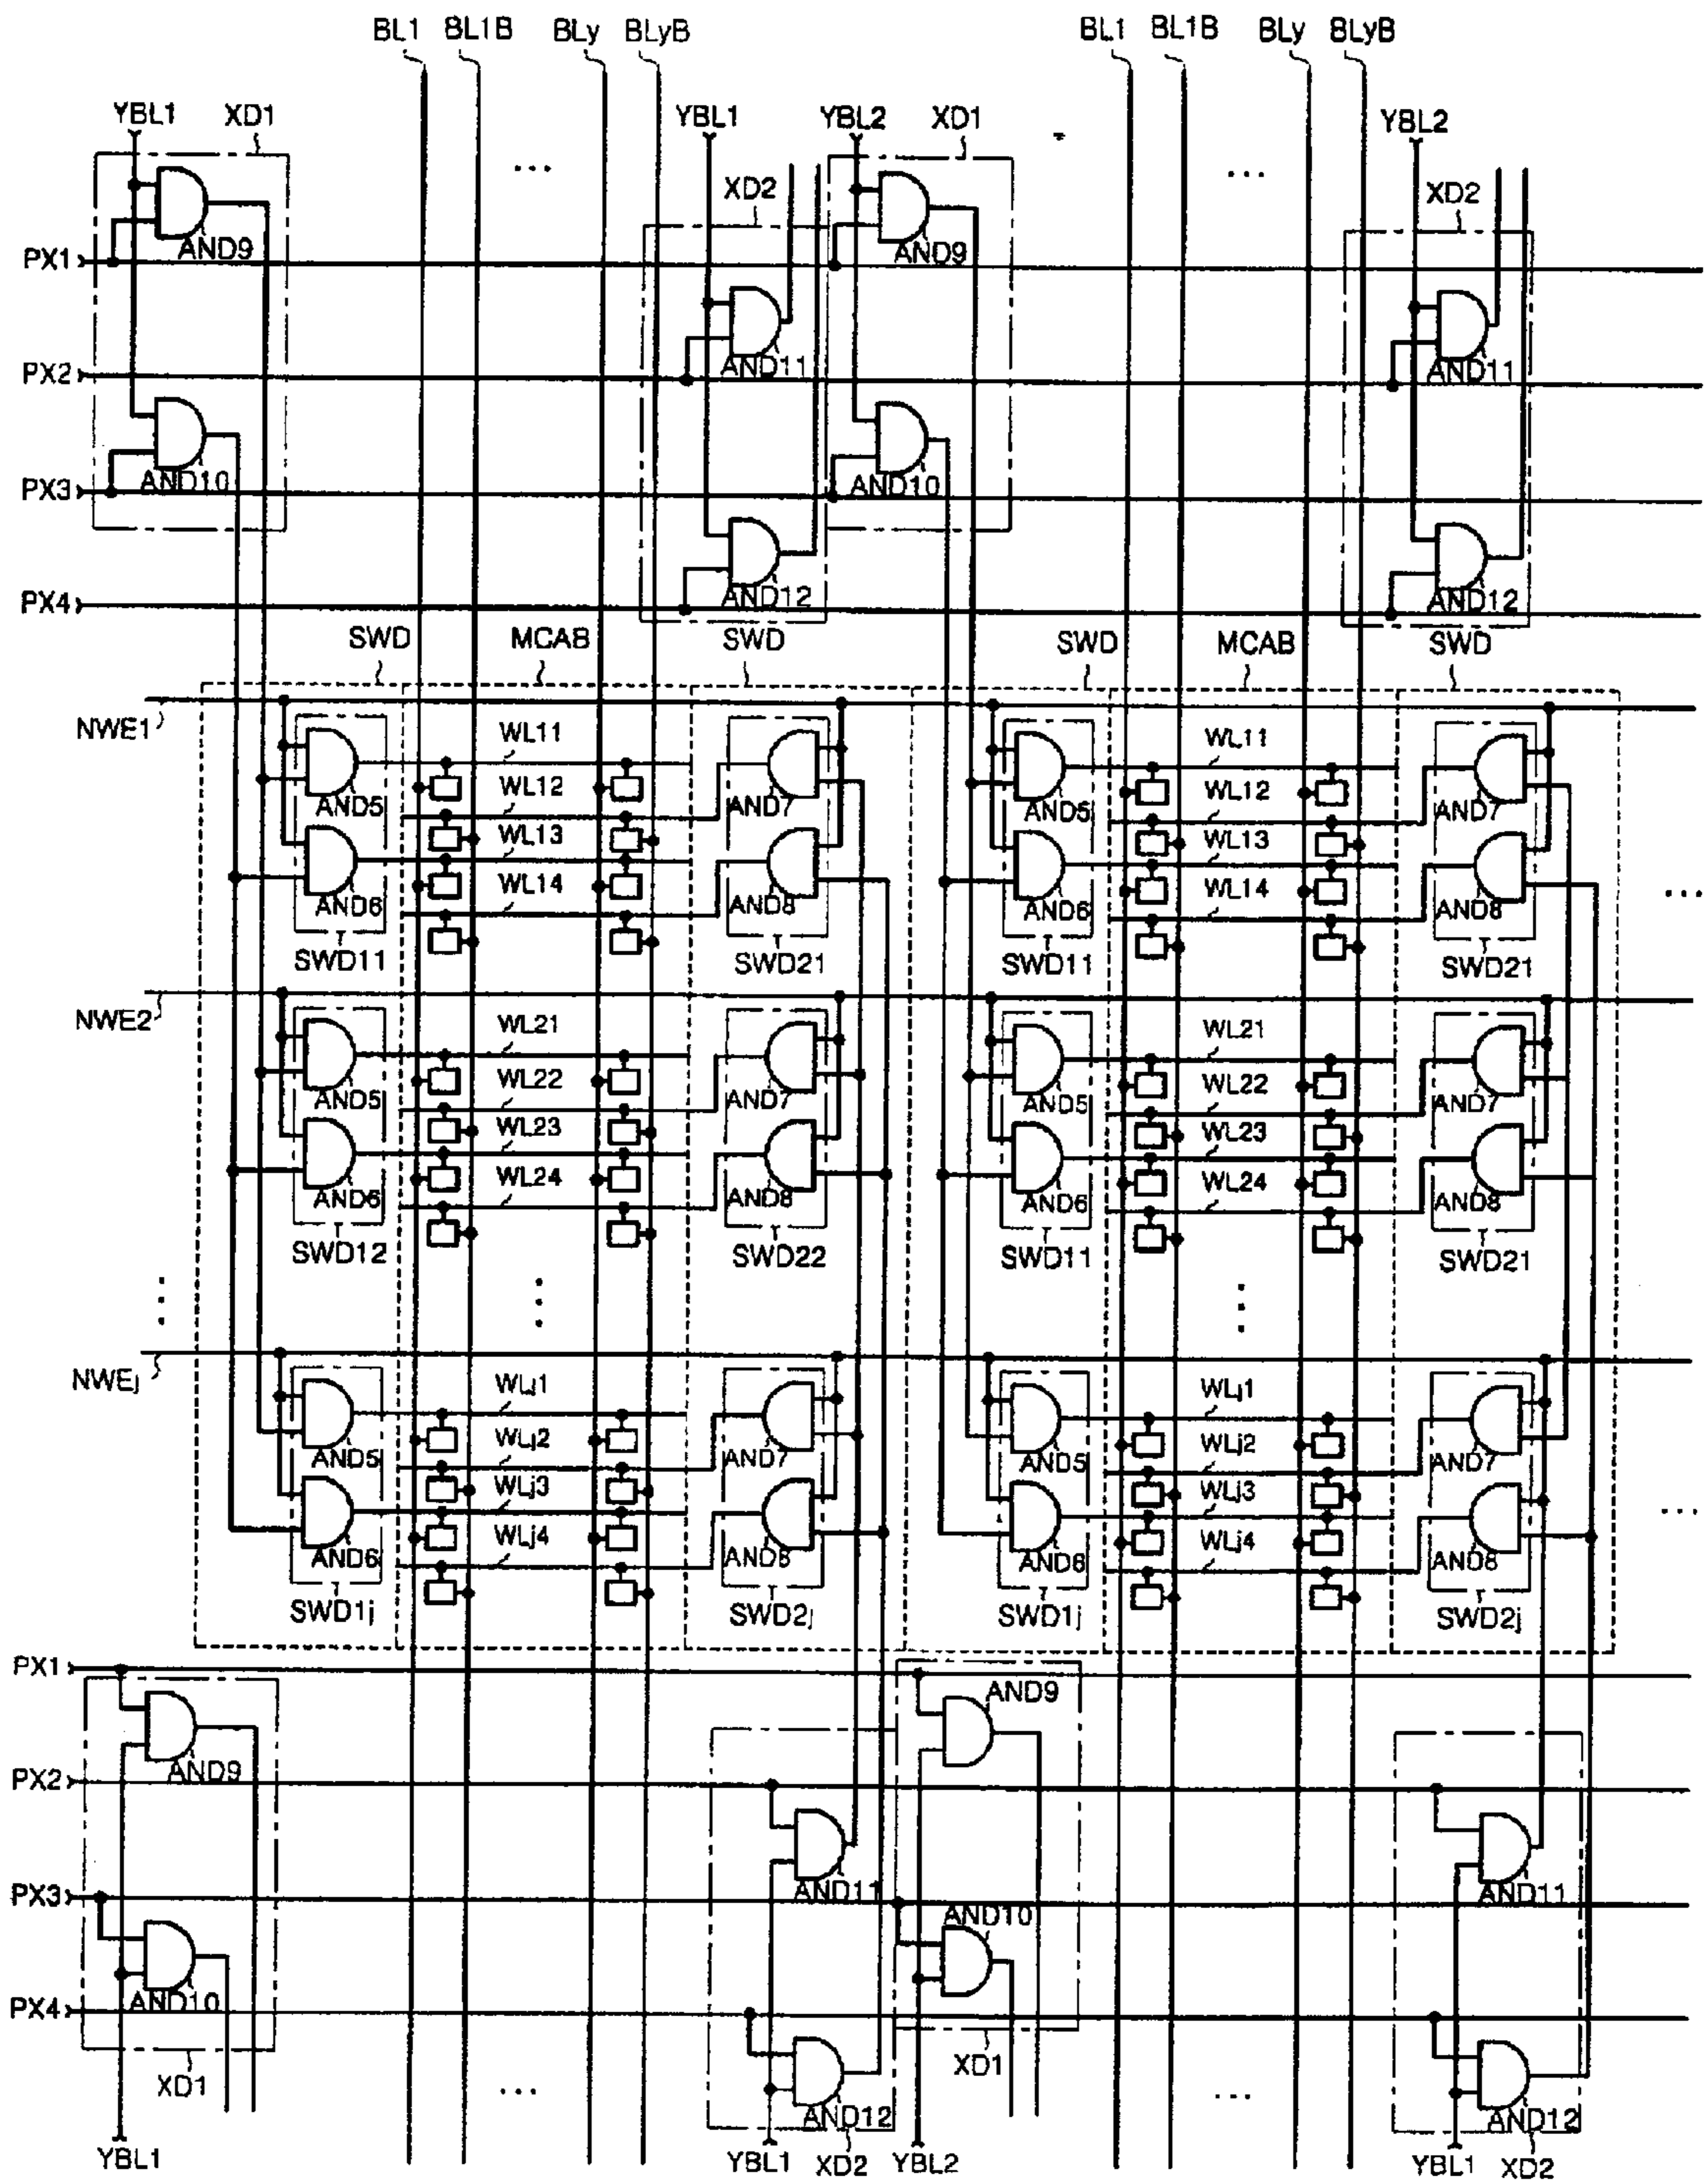 BL1 BL1B BLy BLyB BL1 BL1B BLy BLyB
YBL1 XD1 YBL1 YBL2 XD1 YBL2
... XD2 ... XD2
PX1 AND9 AND9
PX2 AND11 AND11
PX3 AND10 AND10
PX4 AND12 AND12
SWD MCAB SWD SWD MCAB SWD
NWE1
WL11 WL11
AND5 WL12 AND7 AND5 WL12 AND7
WL13 WL13
AND6 WL14 AND8 AND6 WL14 AND8 ...
SWD11 SWD21 SWD11 SWD21
NWE2
WL21 WL21
AND5 WL22 AND7 AND5 WL22 AND7
WL23 WL23
AND6 WL24 AND8 AND6 WL24 AND8
SWD12 SWD22 SWD11 SWD21
NWEj
WLj1 WLj1
AND5 WLj2 AND7 AND5 WLj2 AND7
WLj3 WLj3 ...
AND6 WLj4 AND8 AND6 WLj4 AND8
SWD1j SWD2j SWD1j SWD2j
PX1 AND9
AND9
PX2
AND11 AND11
PX3 AND10
AND10
PX4
XD1 ... XD1 ...
AND12 AND12
YBL1 YBL1 XD2 YBL2 YBL1 XD2